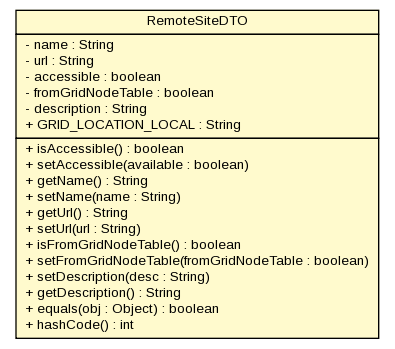 RemoteSiteDTO
- name : String
- url : String
- accessible : boolean
- fromGridNodeTable : boolean
- description : String
+ GRID_LOCATION_LOCAL : String
+ isAccessible() : boolean
+ setAccessible(available : boolean)
+ getName() : String
+ setName(name : String)
+ getUrl() : String
+ setUrl(url : String)
+ isFromGridNodeTable() : boolean
+ setFromGridNodeTable(fromGridNodeTable : boolean)
+ setDescription(desc : String)
+ getDescription() : String
+ equals(obj : Object) : boolean
+ hashCode() : int